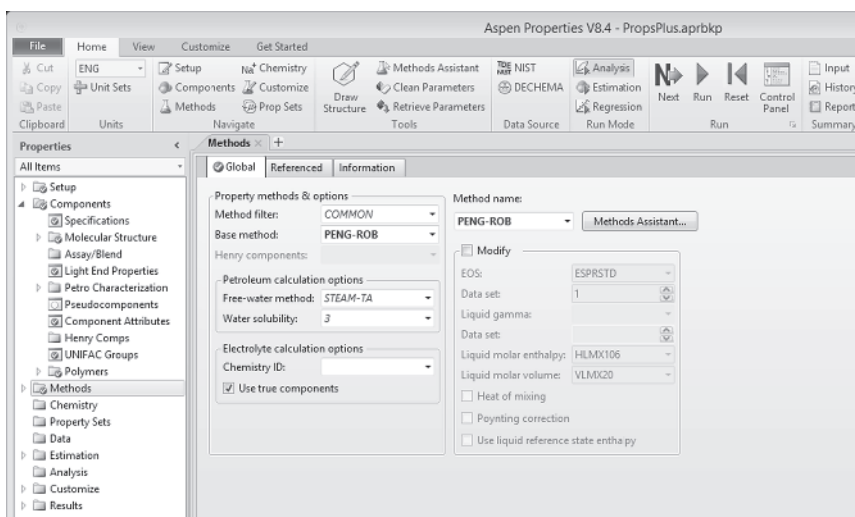 Aspen Properties V8.4 - PropsPlus.aprbkp
File Home View Customize Get Started
Cut ENG Setup Na+ Chemistry Methods Assistant NIST Analysis Input
Copy Unit Sets Components Customize Clean Parameters DECHEMA Estimation History
Paste Methods Prop Sets Draw Structure Retrieve Parameters Regression Next Run Reset Control Panel Report
Clipboard Units Navigate Tools Data Source Run Mode Run Summary
Properties
Methods
All Items
Global Referenced Information
Setup
Components
Specifications
Molecular Structure
Assay/Blend
Light End Properties
Petro Characterization
Pseudocomponents
Component Attributes
Henry Comps
UNIFAC Groups
Polymers
Methods
Chemistry
Property Sets
Data
Estimation
Analysis
Customize
Results
Property methods & options
Method filter: COMMON
Base method: PENG-ROB
Henry components:
Petroleum calculation options
Free-water method: STEAM-TA
Water solubility: 3
Electrolyte calculation options
Chemistry ID:
Use true components
Method name:
PENG-ROB Methods Assistant...
Modify
EOS: ESPRSTD
Data set: 1
Liquid gamma:
Data set:
Liquid molar enthalpy: HLMX106
Liquid molar volume: VLMX20
Heat of mixing
Poynting correction
Use liquid reference state enthalpy